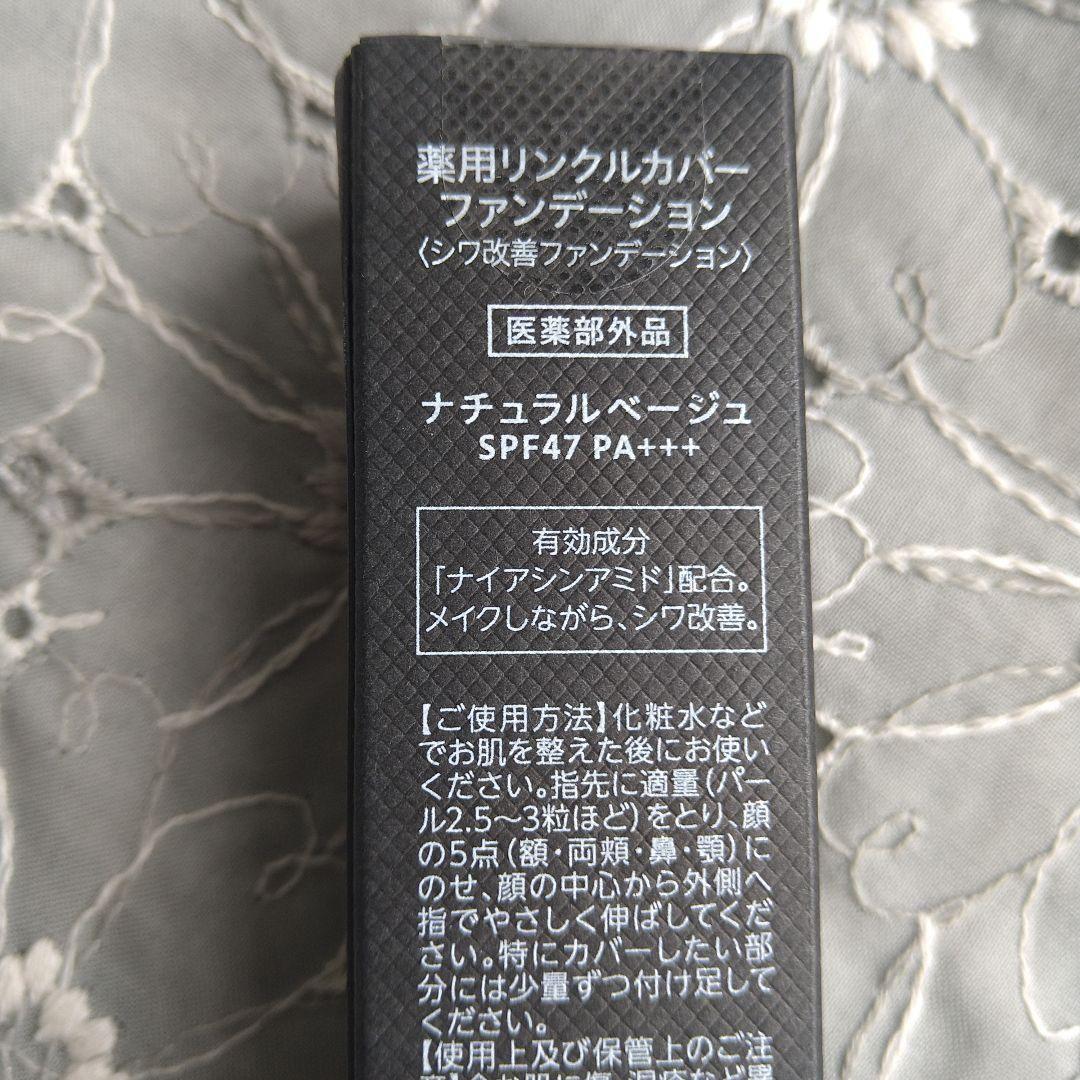 薬用リンクルカバー
ファンデーション
〈シワ改善ファンデーション〉
医薬部外品
ナチュラルベージュ
SPF47 PA+++
有効成分
「ナイアシンアミド」配合。
メイクしながら、シワ改善。
【ご使用方法】化粧水など
でお肌を整えた後にお使い
ください。指先に適量(パー
ル2.5〜3粒ほど)をとり、顔
の5点(額・両頬・鼻・顎)に
のせ、顔の中心から外側へ
指でやさしく伸ばしてくだ
さい。特にカバーしたい部
分には少量ずつ付け足して
ください。
【使用上及び保管上のご注